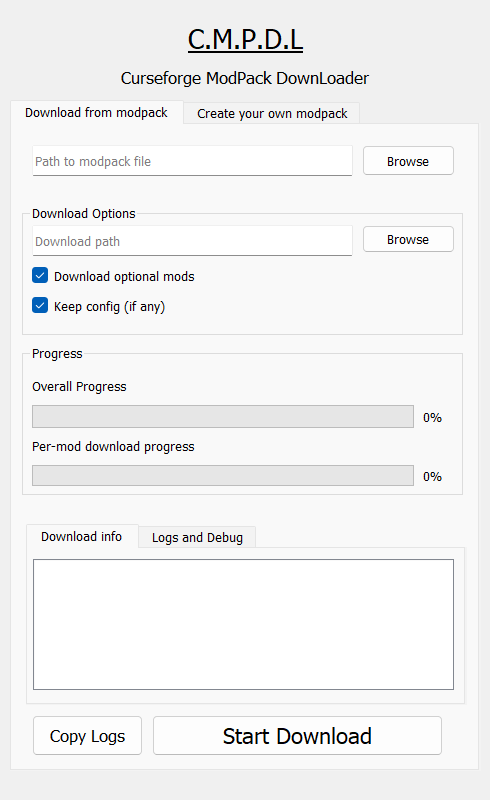 C.M.P.D.L
Curseforge ModPack DownLoader
Download from modpack
Create your own modpack
Path to modpack file
Browse
Download Options
Download path
Browse
Download optional mods
Keep config (if any)
Progress
Overall Progress
0%
Per-mod download progress
0%
Download info
Logs and Debug
Copy Logs
Start Download